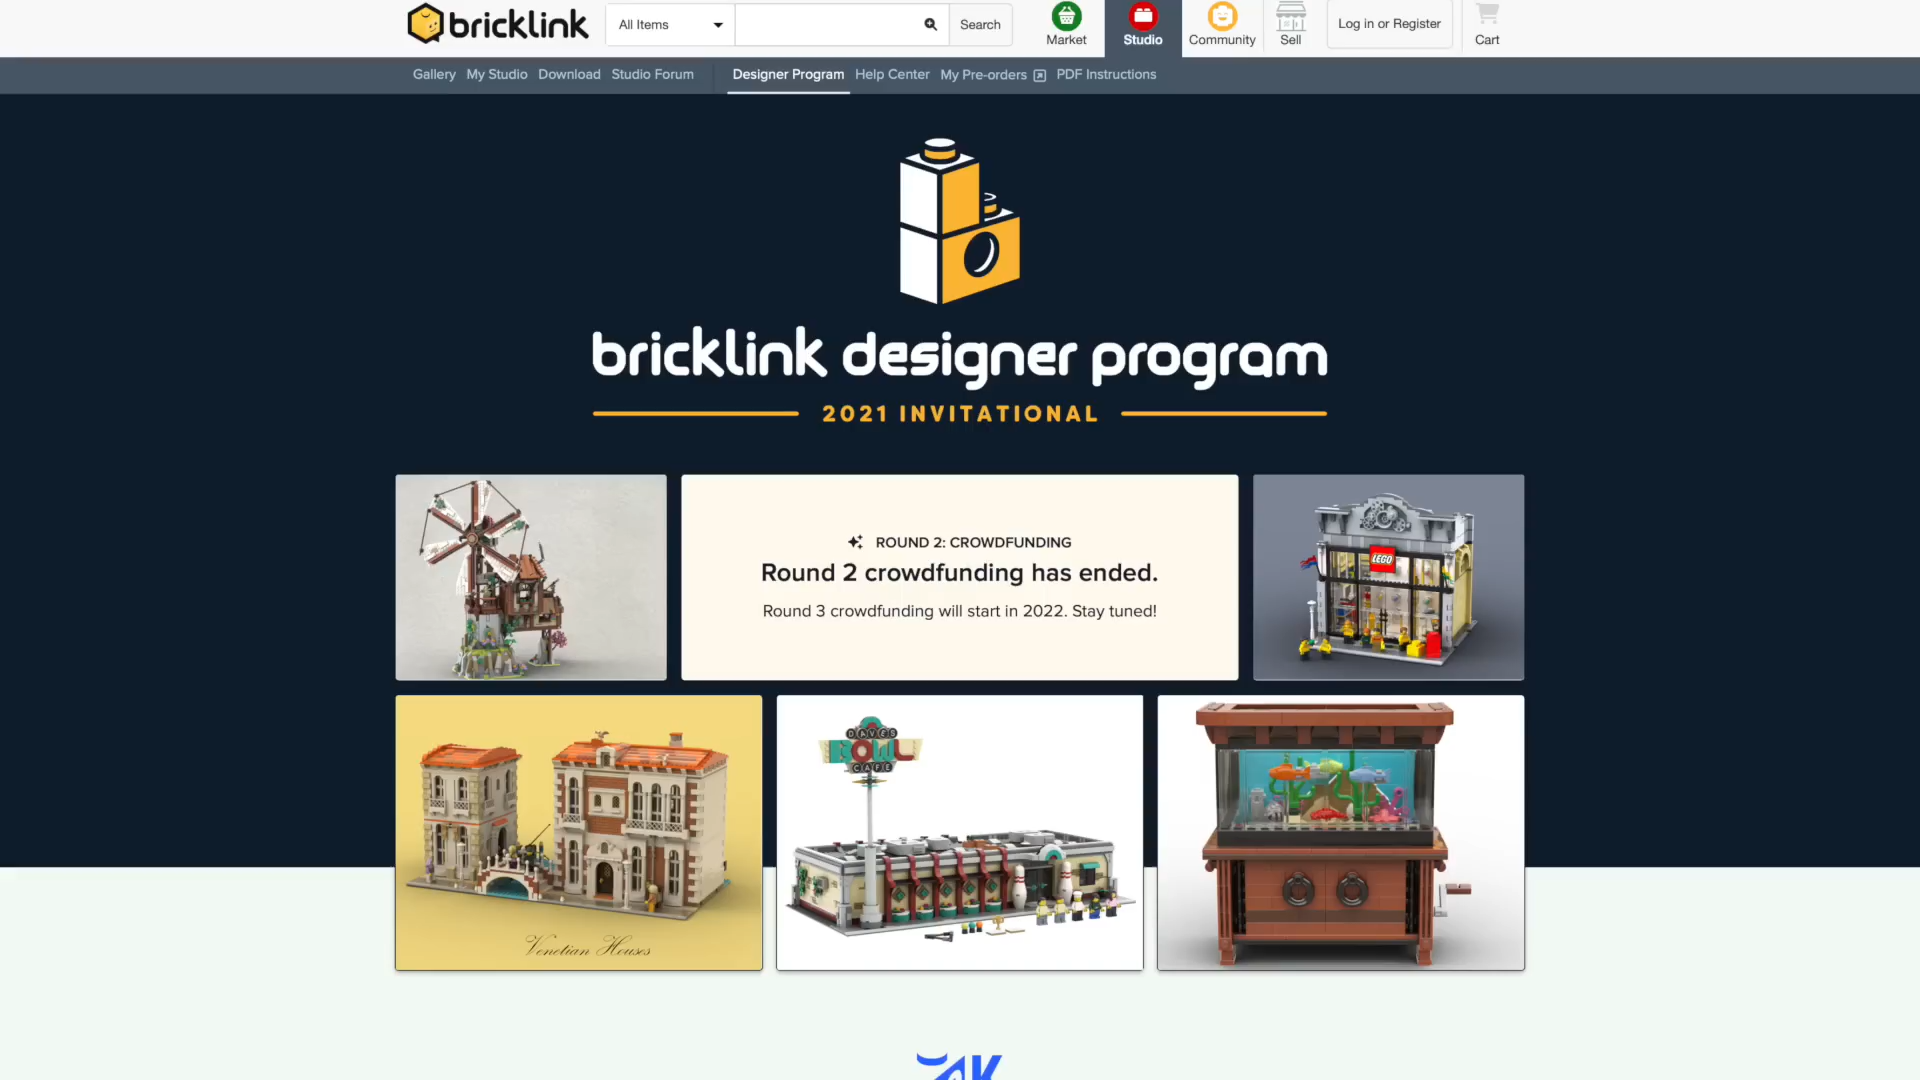 bricklink
All Items
Search
Market
Studio
Community
Sell
Log in or Register
Cart
Gallery My Studio Download Studio Forum Designer Program Help Center My Pre-orders PDF Instructions
bricklink designer program
2021 INVITATIONAL
ROUND 2: CROWDFUNDING
Round 2 crowdfunding has ended.
Round 3 crowdfunding will start in 2022. Stay tuned!
LEGO
Venetian Houses
DAVE'S
BOWL
CAFE